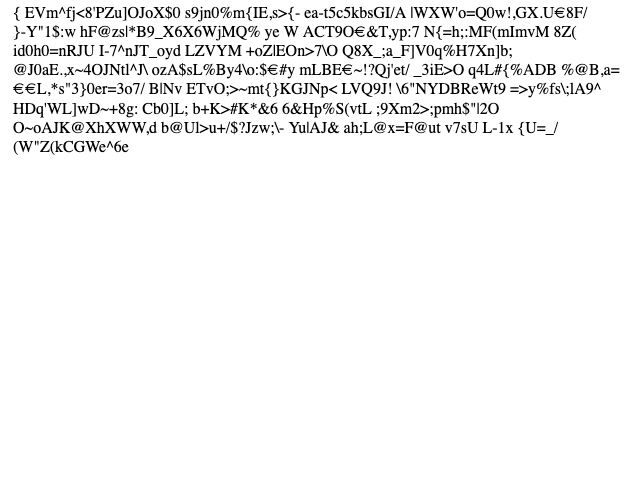 { EVm^fj<8'PZu]OJoX$0 s9jn0%m{IE,s>{- ea-t5c5kbsGI/A |WXW'o=Q0w!,GX.U€8F/
}-Y"1$:w hF@zs|*B9_X6X6WjMQ% ye W ACT9O€&T,yp:7 N{=h;:MF(mImvM 8Z(
id0h0=nRJU I-7^nJT_oyd LZVYM +oZ|EOn>7\O Q8X_;a_F]V0q%H7Xn]b;
@J0aE.,x~4OJNtl^J\ ozA$sL%By4\o:$€#y mLBE€~!?Qj'et/ _3iE>O q4L#{%ADB %@B,a=
€€L,*s"3}0er=3o7/ B|Nv ETvO;>~mt{}KGJNp< LVQ9J! \6"NYDBReWt9 =>y%fs\;lA9^
HDq'WL]wD~+8g: Cb0]L; b+K>#K*&6 6&Hp%S(vtL ;9Xm2>;pmh$"|2O
O~oAJK@XhXWW,d b@Ul>u+/$?Jzw;\- Yu|AJ& ah;L@x=F@ut v7sU L-1x {U=_/
(W"Z(kCGWe^6e